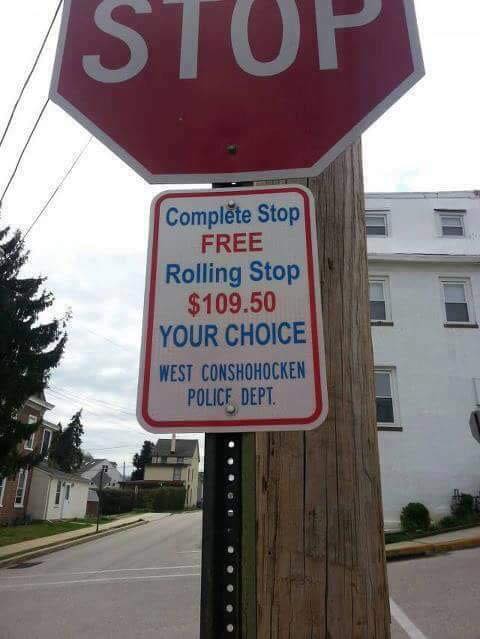 STOP
Complete Stop
FREE
Rolling Stop
$109.50
YOUR CHOICE
WEST CONSHOHOCKEN
POLICE DEPT.